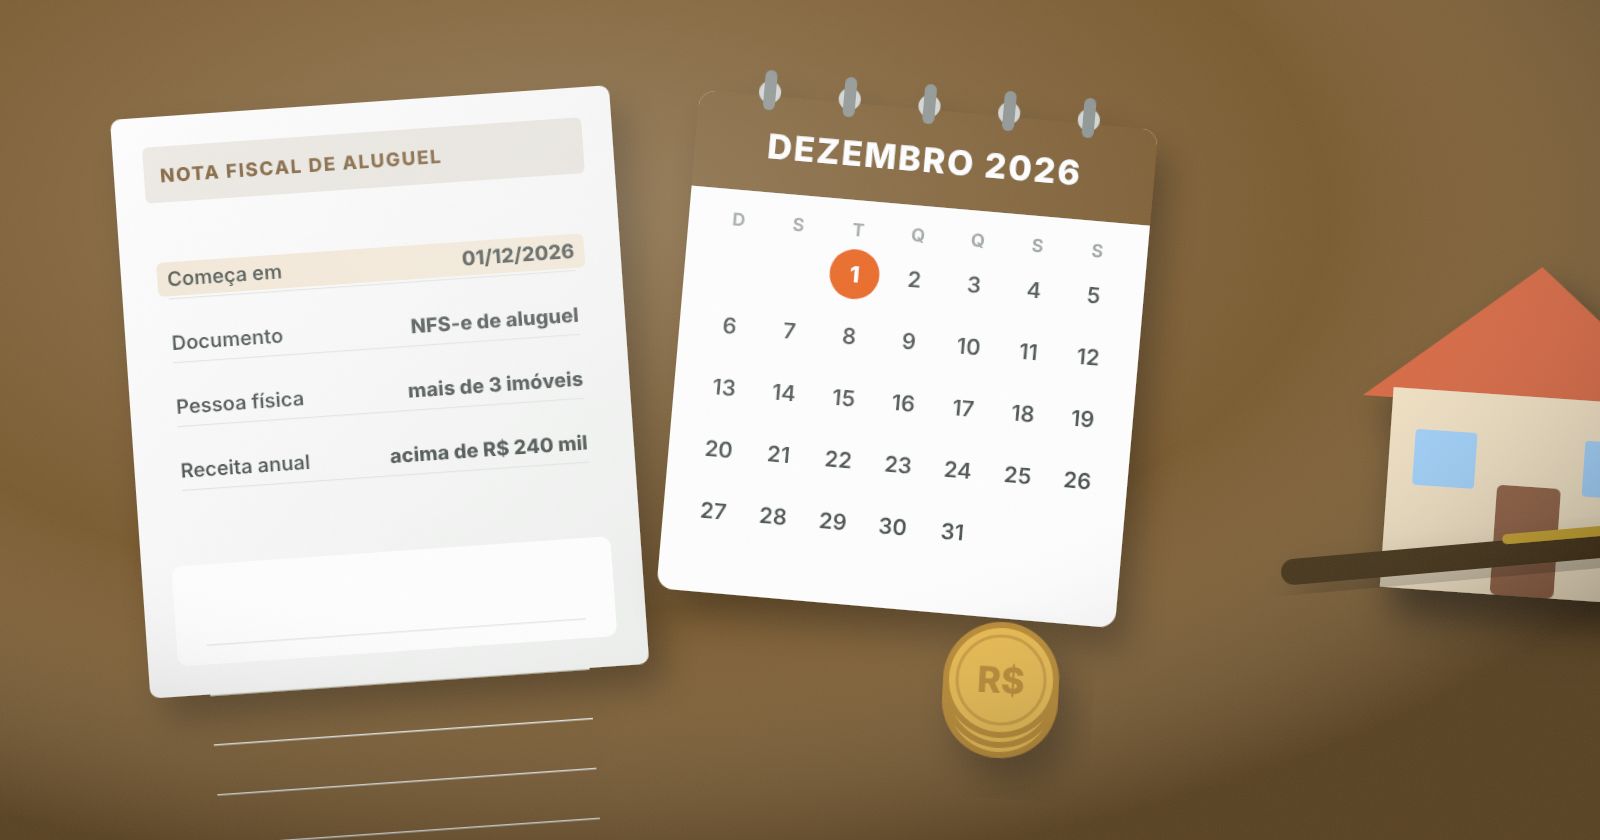 NOTA FISCAL DE ALUGUEL
Começa em 01/12/2026
Documento NFS-e de aluguel
Pessoa física mais de 3 imóveis
Receita anual acima de R$ 240 mil
DEZEMBRO 2026
D S T Q Q S S
1 2 3 4 5
6 7 8 9 10 11 12
13 14 15 16 17 18 19
20 21 22 23 24 25 26
27 28 29 30 31
R$